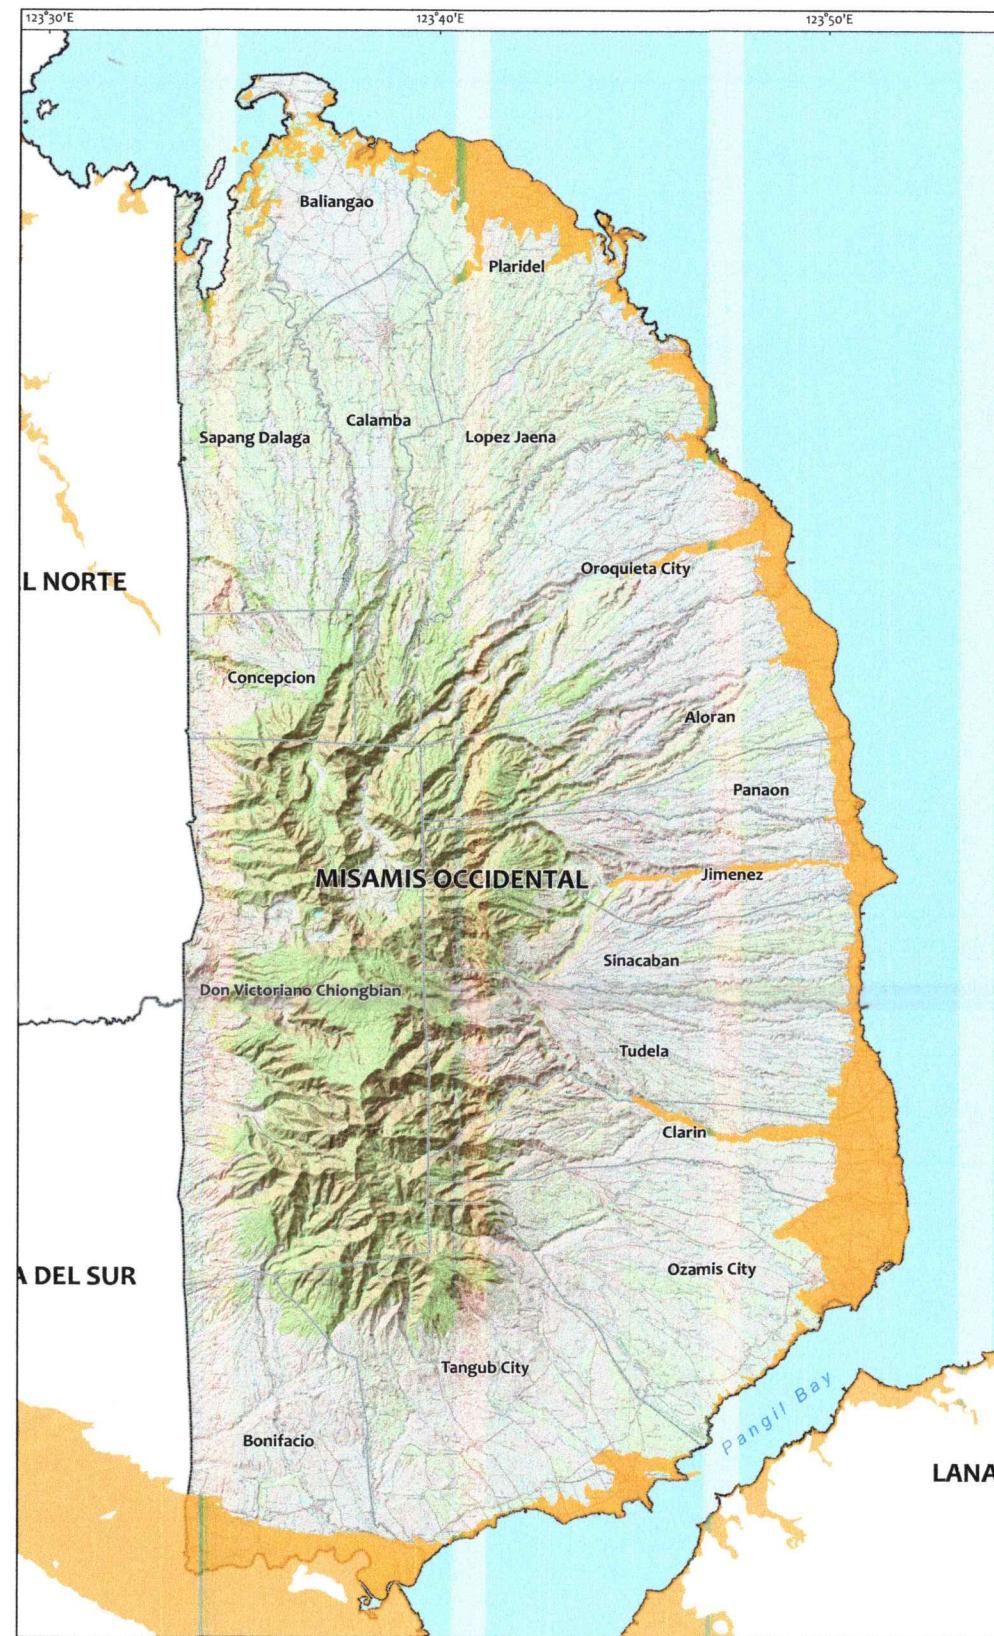 123°30'E
123°40'E
123°50'E
Baliangao
Plaridel
Calamba
Sapang Dalaga
Lopez Jaena
Oroquieta City
L NORTE
Concepcion
Aloran
Panaon
Jimenez
MISAMIS OCCIDENTAL
Sinacaban
Don Victoriano Chiongbian
Tudela
Clarin
Ozamis City
A DEL SUR
Tangub City
Pangil Bay
Bonifacio
LANA